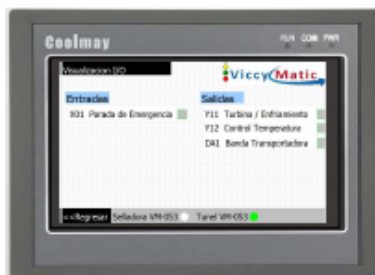 Coolmay
RUN COM PWR
Visualizacion I/O
ViccyMatic
Entradas
X01 Parada de Emergencia
Salidas
Y11 Turbina / Enfriamiento
Y12 Control Temperatura
DA1 Banda Transportadora
<<Regresar
Selladora VM-053
Tunel VM-053